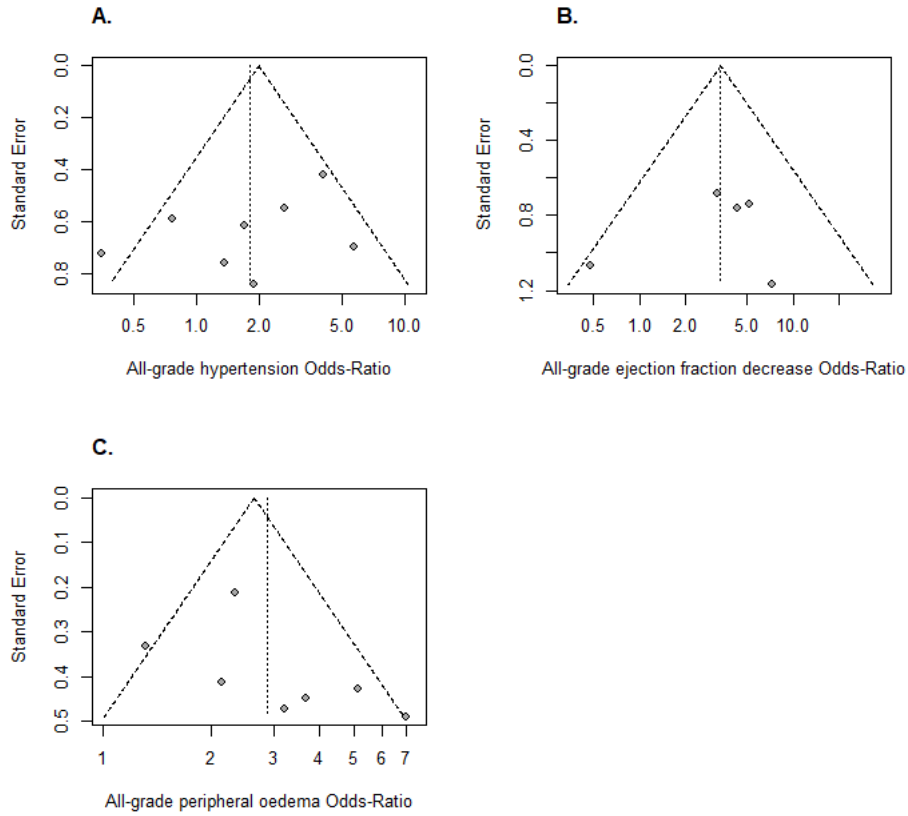 A.
Standard Error
0.0
0.2
0.4
0.6
0.8
0.5 1.0 2.0 5.0 10.0
All-grade hypertension Odds-Ratio
B.
Standard Error
0.0
0.4
0.8
1.2
0.5 1.0 2.0 5.0 10.0
All-grade ejection fraction decrease Odds-Ratio
C.
Standard Error
0.0
0.1
0.2
0.3
0.4
0.5
1 2 3 4 5 6 7
All-grade peripheral oedema Odds-Ratio